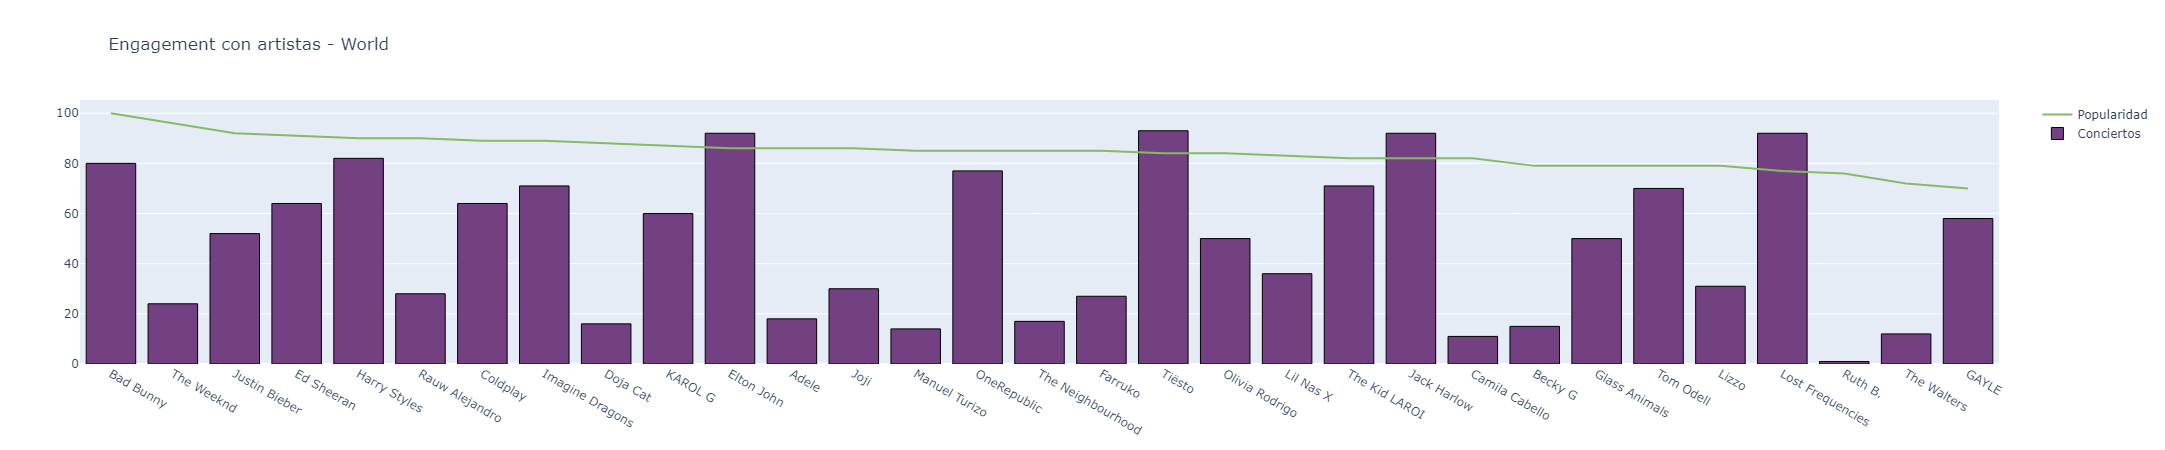 Engagement con artistas - World
Popularidad
Conciertos
100
80
60
40
20
0
Bad Bunny
The Weeknd
Justin Bieber
Ed Sheeran
Harry Styles
Rauw Alejandro
Coldplay
Imagine Dragons
Doja Cat
KAROL G
Elton John
Adele
Joji
Manuel Turizo
OneRepublic
The Neighbourhood
Farruko
Tiësto
Olivia Rodrigo
Lil Nas X
The Kid LAROI
Jack Harlow
Camila Cabello
Becky G
Glass Animals
Tom Odell
Lizzo
Lost Frequencies
Ruth B.
The Walters
GAYLE